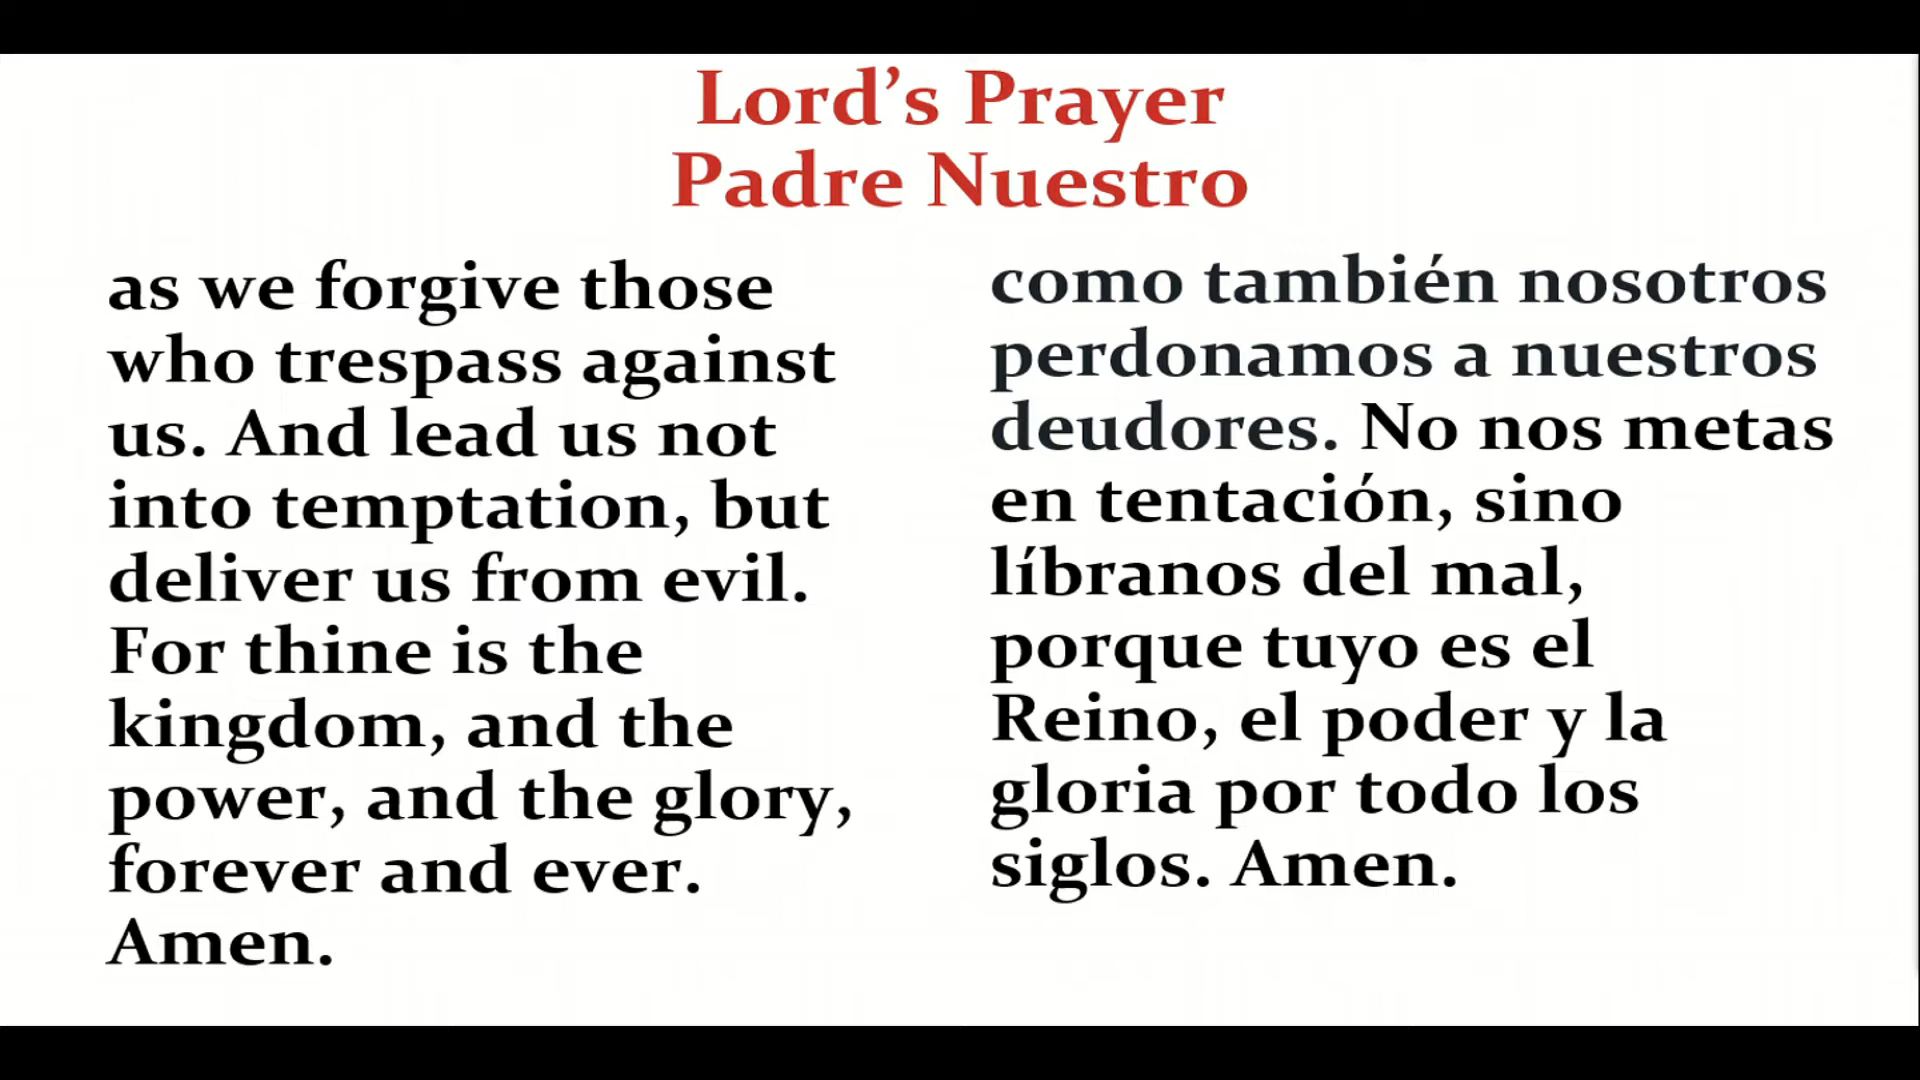 Lord’s Prayer
Padre Nuestro
as we forgive those
who trespass against
us. And lead us not
into temptation, but
deliver us from evil.
For thine is the
kingdom, and the
power, and the glory,
forever and ever.
Amen.
como también nosotros
perdonamos a nuestros
deudores. No nos metas
en tentación, sino
líbranos del mal,
porque tuyo es el
Reino, el poder y la
gloria por todo los
siglos. Amen.